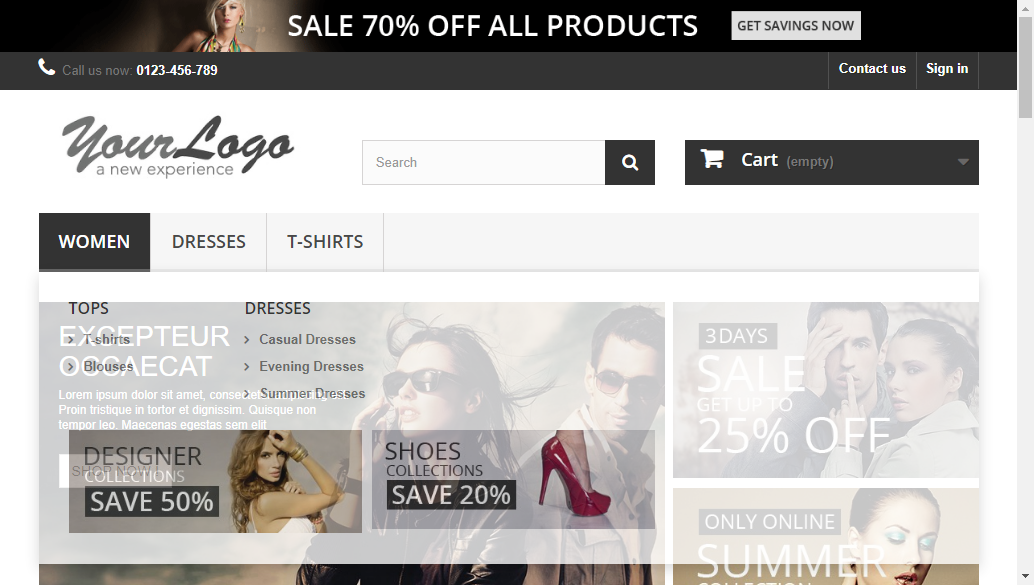 SALE 70% OFF ALL PRODUCTS
GET SAVINGS NOW
Call us now: 0123-456-789
Contact us
Sign in
YourLogo
a new experience
Search
Cart (empty)
WOMEN
DRESSES
T-SHIRTS
TOPS
T-shirts
Blouses
DRESSES
Casual Dresses
Evening Dresses
Summer Dresses
EXCEPTEUR
OCCAECAT
Lorem ipsum dolor sit amet,
Proin tristique in tortor et dignissim. Quisque non
tempor leo. Maecenas egestas sem elit
SHOP NOW !
DESIGNER
COLLECTIONS
SAVE 50%
SHOES
COLLECTIONS
SAVE 20%
3 DAYS
SALE
GET UP TO
25% OFF
ONLY ONLINE
SUMMER
COLLECTION